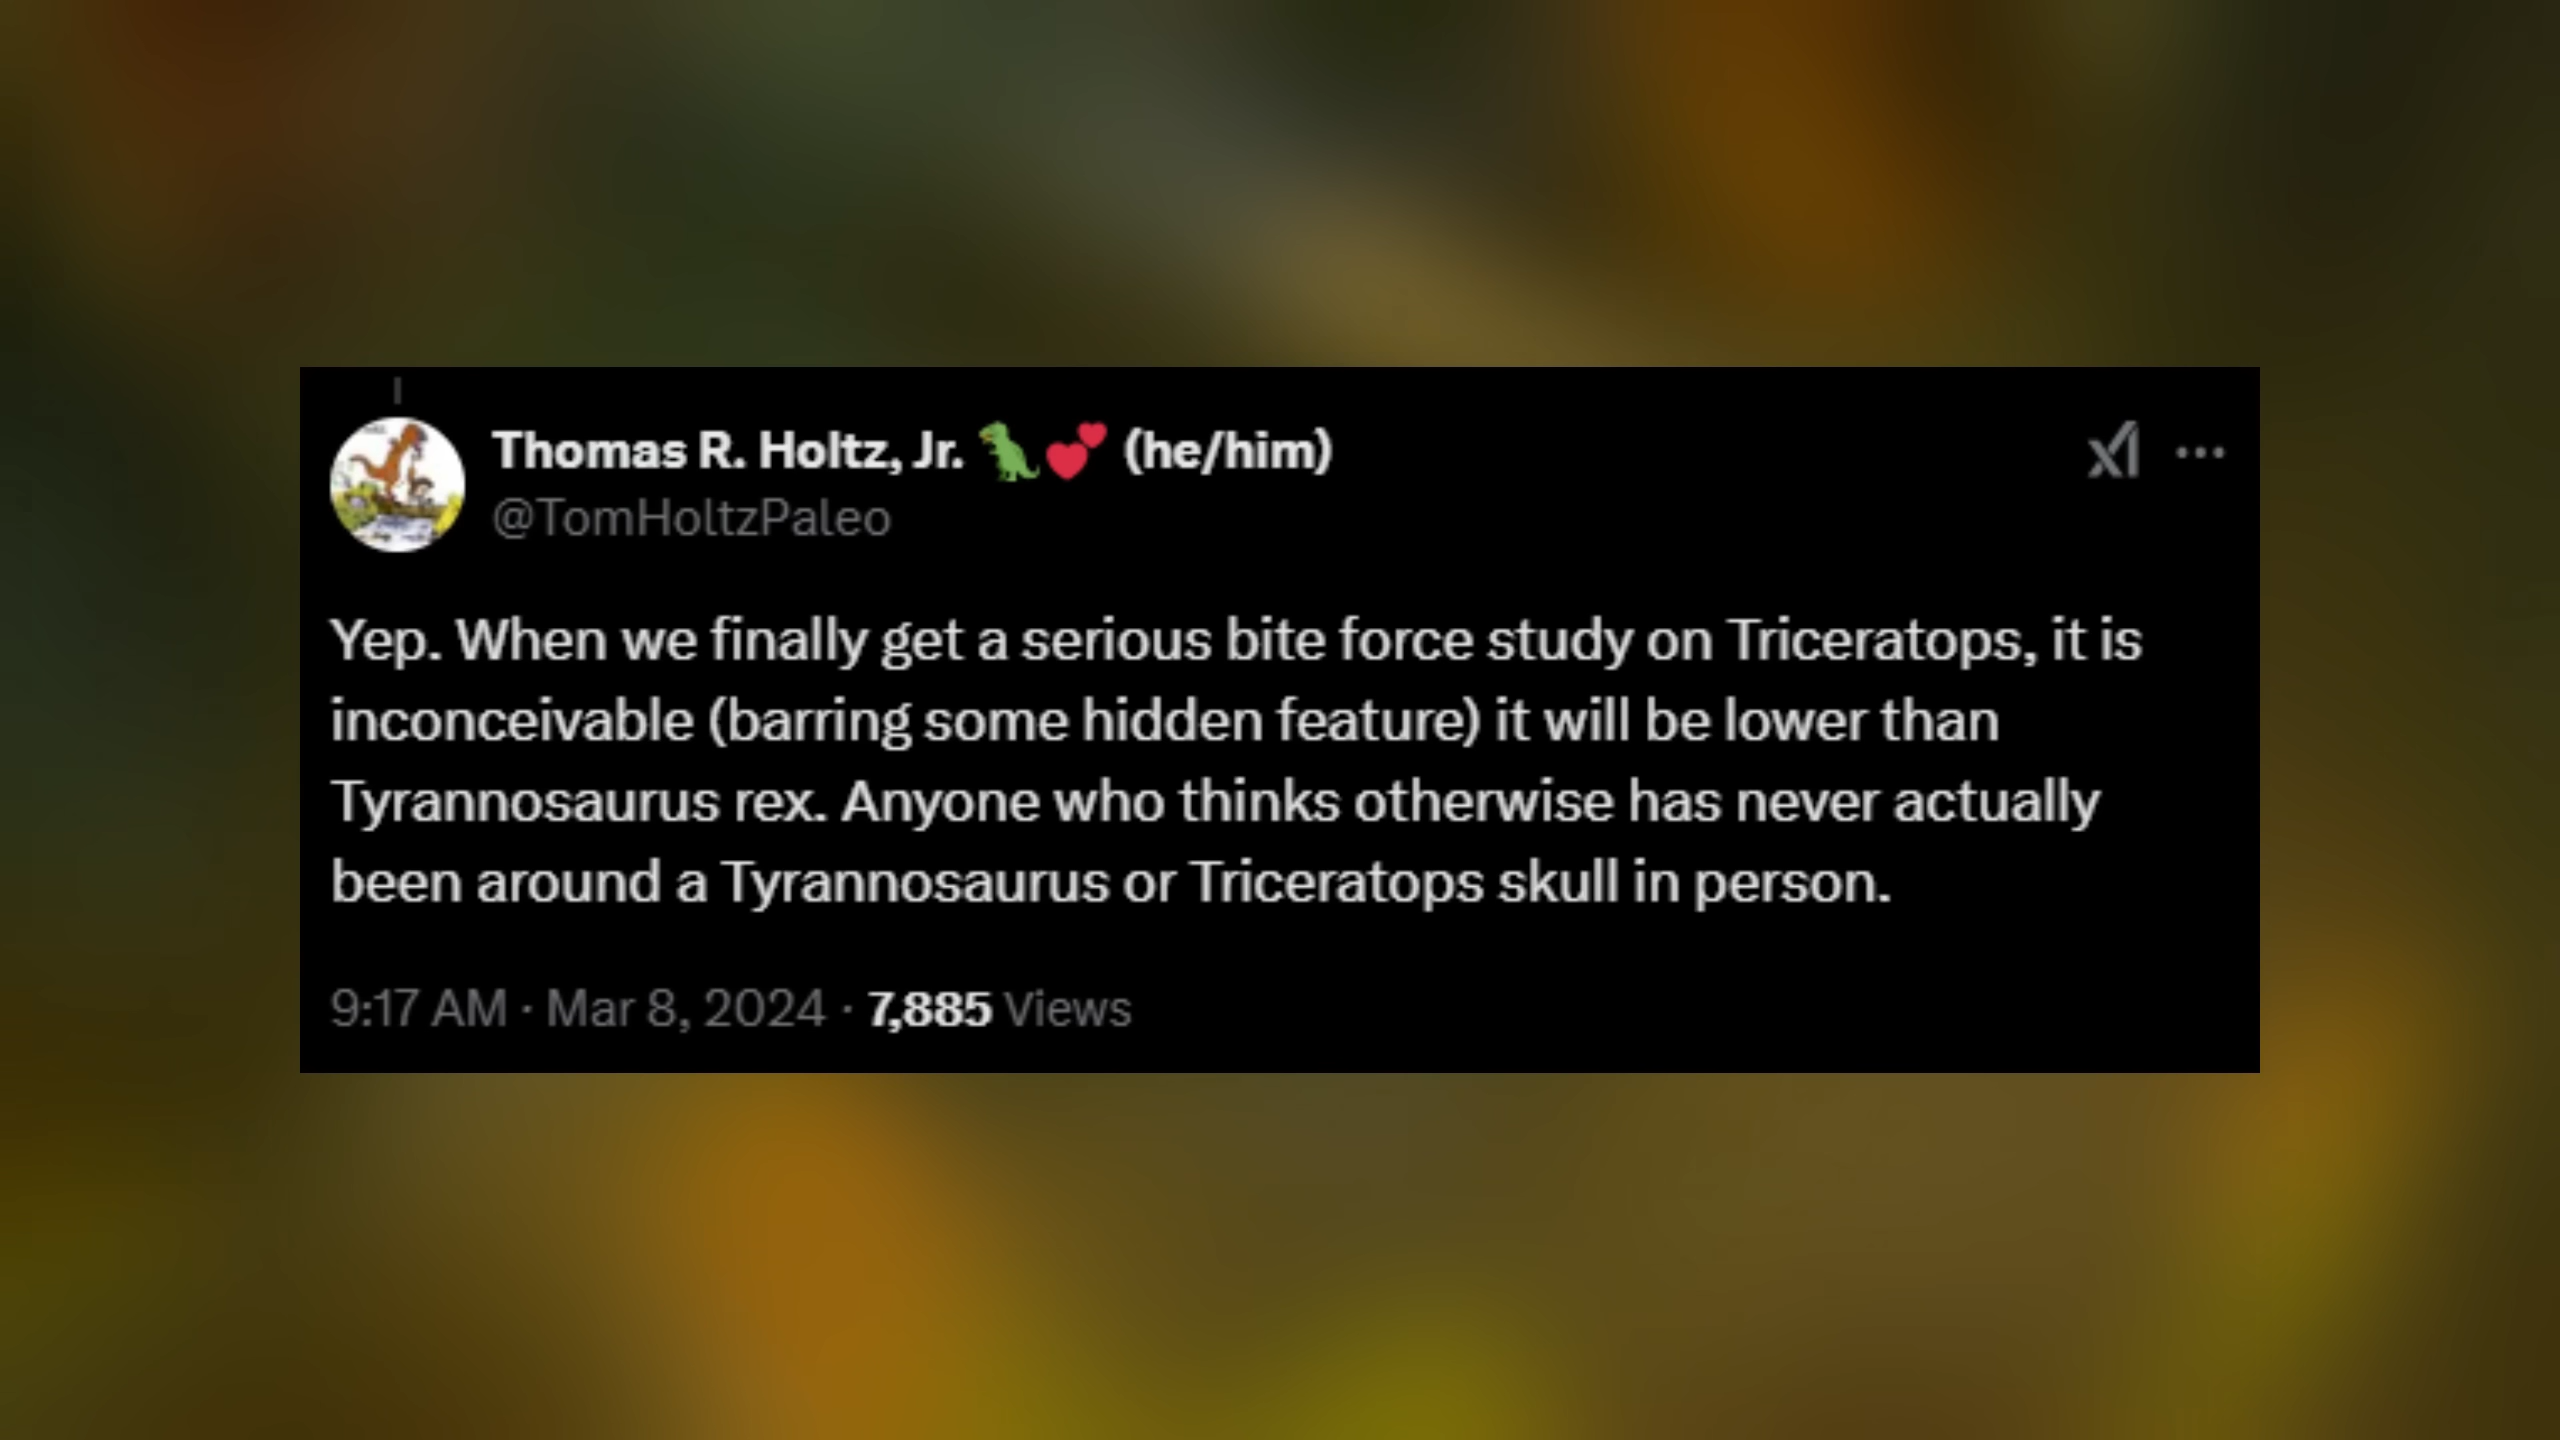 Thomas R. Holtz, Jr. 🦖💕 (he/him)
@TomHoltzPaleo
Yep. When we finally get a serious bite force study on Triceratops, it is
inconceivable (barring some hidden feature) it will be lower than
Tyrannosaurus rex. Anyone who thinks otherwise has never actually
been around a Tyrannosaurus or Triceratops skull in person.
9:17 AM · Mar 8, 2024 · 7,885 Views